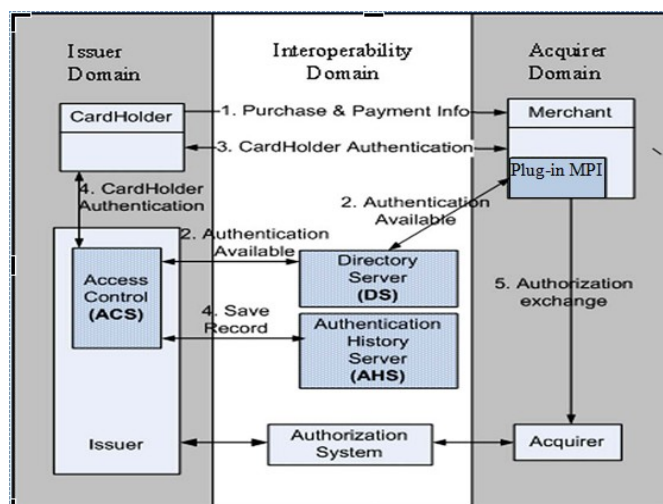 Issuer
Domain
Interoperability
Domain
Acquirer
Domain
CardHolder
1. Purchase & Payment Info
Merchant
3. CardHolder Authentication
Plug-in MPI
4. CardHolder
Authentication
2. Authentication
Available
2. Authentication
Available
Access
Control
(ACS)
Directory
Server
(DS)
5. Authorization
exchange
4. Save
Record
Authentication
History
Server
(AHS)
Issuer
Authorization
System
Acquirer